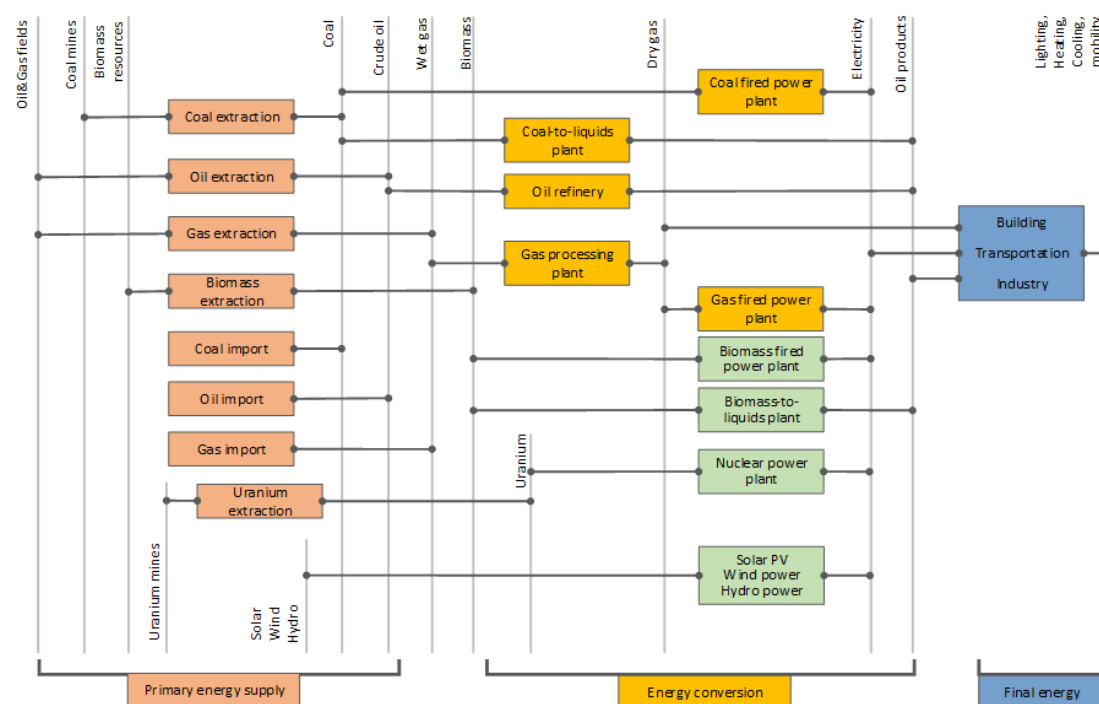 Oil&Gas fields
Coal mines
Biomass
resources
Coal
Crude oil
Wet gas
Biomass
Dry gas
Electricity
Oil products
Lighting,
Heating,
Cooling,
mobility
Coal fired power
plant
Coal extraction
Coal-to-liquids
plant
Oil extraction
Oil refinery
Gas extraction
Building
Transportation
Industry
Gas processing
plant
Biomass
extraction
Gas fired power
plant
Coal import
Biomass fired
power plant
Oil import
Biomass-to-
liquids plant
Gas import
Uranium
Nuclear power
plant
Uranium
extraction
Uranium mines
Solar
Wind
Hydro
Solar PV
Wind power
Hydro power
Primary energy supply
Energy conversion
Final energy